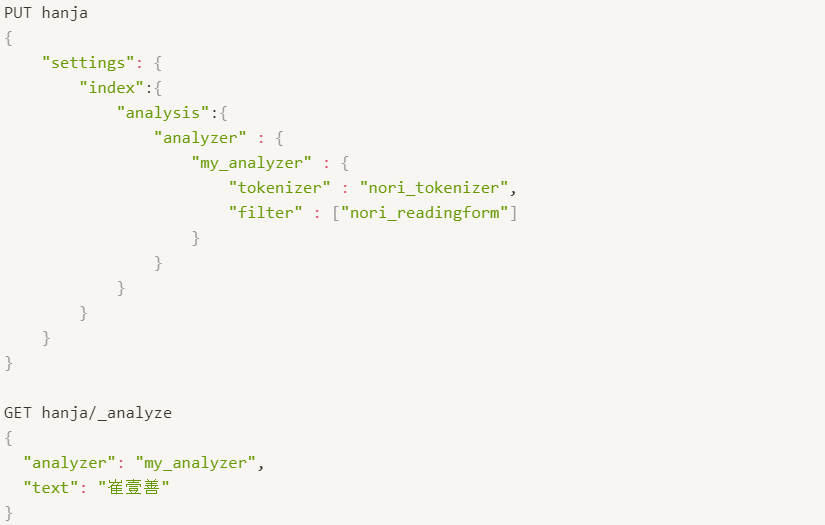 PUT hanja
{
    "settings": {
        "index":{
            "analysis":{
                "analyzer" : {
                    "my_analyzer" : {
                        "tokenizer" : "nori_tokenizer",
                        "filter" : ["nori_readingform"]
                    }
                }
            }
        }
    }
}

GET hanja/_analyze
{
  "analyzer": "my_analyzer",
  "text": "崔壹善"
}